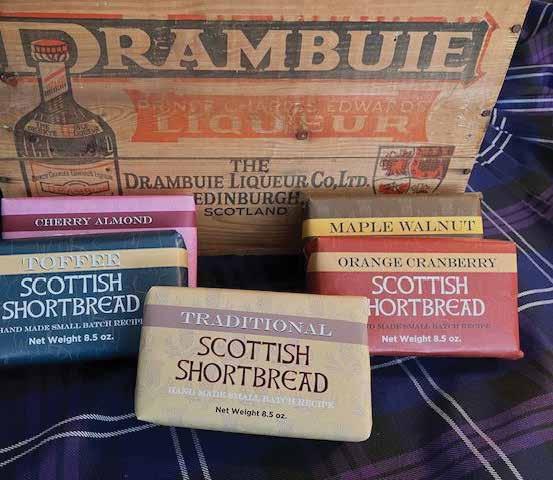 DRAMBUIE
PRINCE CHARLES EDWARD'S
LIQUEUR
THE
DRAMBUIE LIQUEUR CO., LTD.
EDINBURGH,
SCOTLAND
CHERRY ALMOND
MAPLE WALNUT
TOFFEE
SCOTTISH
SHORTBREAD
HAND MADE SMALL BATCH RECIPE
Net Weight 8.5 oz.
ORANGE CRANBERRY
SCOTTISH
SHORTBREAD
HAND MADE SMALL BATCH RECIPE
Net Weight 8.5 oz.
TRADITIONAL
SCOTTISH
SHORTBREAD
HAND MADE SMALL BATCH RECIPE
Net Weight 8.5 oz.